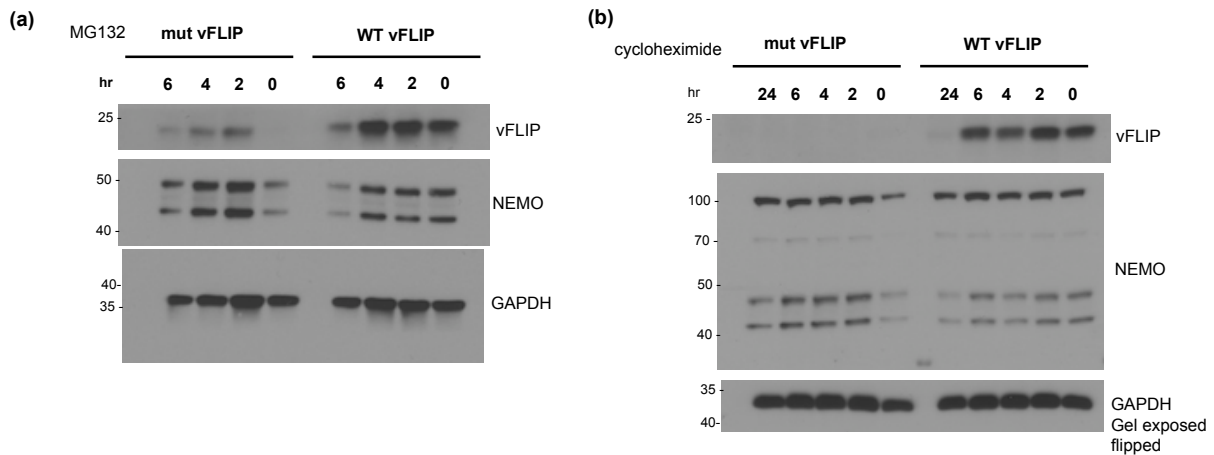 (a)
MG132
mut vFLIP
WT vFLIP
hr
6 4 2 0
6 4 2 0
25 -
vFLIP
50 -
NEMO
40 -
40-
35 -
GAPDH
(b)
cycloheximide
mut vFLIP
WT vFLIP
hr
24 6 4 2 0
24 6 4 2 0
25 -
vFLIP
100 -
70 -
NEMO
50 -
40 -
35 -
40-
GAPDH
Gel exposed
flipped